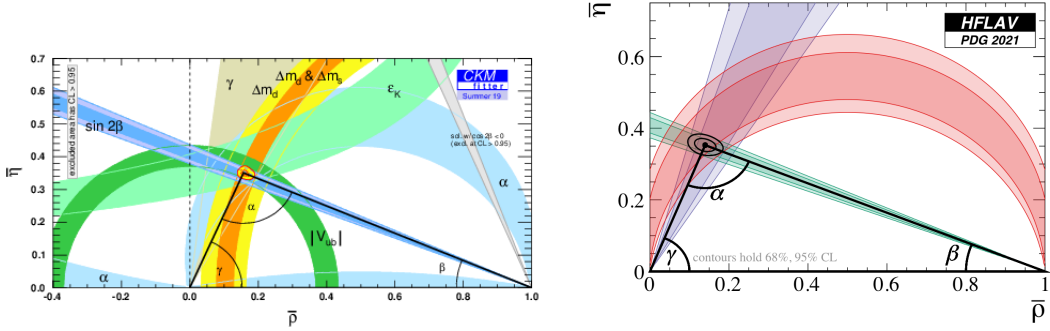 0.7
0.6
0.5
0.4
0.3
0.2
0.1
0.0
-0.4
-0.2
0.0
0.2
0.4
0.6
0.8
1.0
η̅
ρ̅
excluded area has CL > 0.95
γ
Δm_d
Δm_d & Δm_s
ε_K
CKM
fitter
Summer 19
sin 2β
sol. w/ cos 2β < 0
(excl. at CL > 0.95)
α
α
|V_ub|
α
γ
β
η̅
HFLAV
PDG 2021
0.6
0.4
0.2
0
α
γ
β
contours hold 68%, 95% CL
0
0.2
0.4
0.6
0.8
1.0
ρ̅